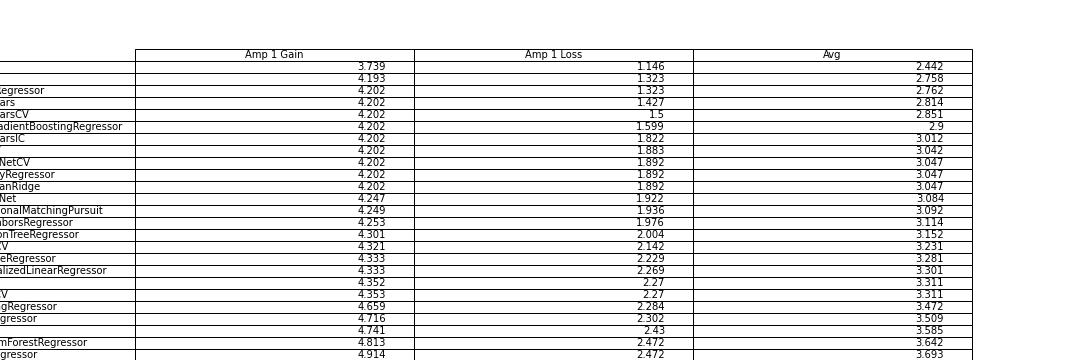 Amp 1 Gain Amp 1 Loss Avg
3.739 1.146 2.442
4.193 1.323 2.758
Regressor 4.202 1.323 2.762
ars 4.202 1.427 2.814
arsCV 4.202 1.5 2.851
adientBoostingRegressor 4.202 1.599 2.9
arsIC 4.202 1.822 3.012
4.202 1.883 3.042
NetCV 4.202 1.892 3.047
yRegressor 4.202 1.892 3.047
anRidge 4.202 1.892 3.047
Net 4.247 1.922 3.084
onalMatchingPursuit 4.249 1.936 3.092
borsRegressor 4.253 1.976 3.114
onTreeRegressor 4.301 2.004 3.152
CV 4.321 2.142 3.231
eRegressor 4.333 2.229 3.281
alizedLinearRegressor 4.333 2.269 3.301
4.352 2.27 3.311
CV 4.353 2.27 3.311
ngRegressor 4.659 2.284 3.472
gressor 4.716 2.302 3.509
4.741 2.43 3.585
mForestRegressor 4.813 2.472 3.642
gressor 4.914 2.472 3.693